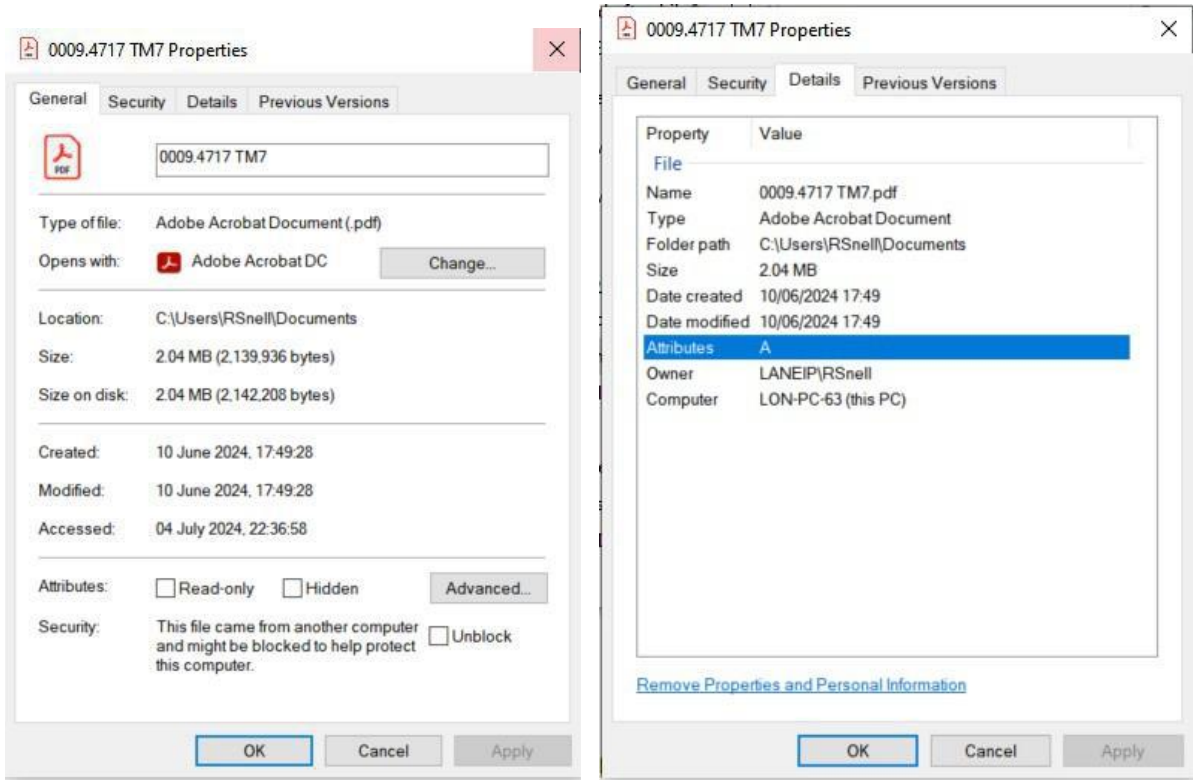 0009.4717 TM7 Properties
General Security Details Previous Versions
PDF
0009.4717 TM7
Type of file: Adobe Acrobat Document (.pdf)
Opens with: Adobe Acrobat DC Change...
Location: C:\Users\RSnell\Documents
Size: 2.04 MB (2,139,936 bytes)
Size on disk: 2.04 MB (2,142,208 bytes)
Created: 10 June 2024, 17:49:28
Modified: 10 June 2024, 17:49:28
Accessed: 04 July 2024, 22:36:58
Attributes: Read-only Hidden Advanced...
Security: This file came from another computer
and might be blocked to help protect
this computer.
Unblock
OK Cancel Apply
0009.4717 TM7 Properties
General Security Details Previous Versions
Property Value
File
Name 0009.4717 TM7.pdf
Type Adobe Acrobat Document
Folder path C:\Users\RSnell\Documents
Size 2.04 MB
Date created 10/06/2024 17:49
Date modified 10/06/2024 17:49
Attributes A
Owner LANEIP\RSnell
Computer LON-PC-63 (this PC)
Remove Properties and Personal Information
OK Cancel Apply